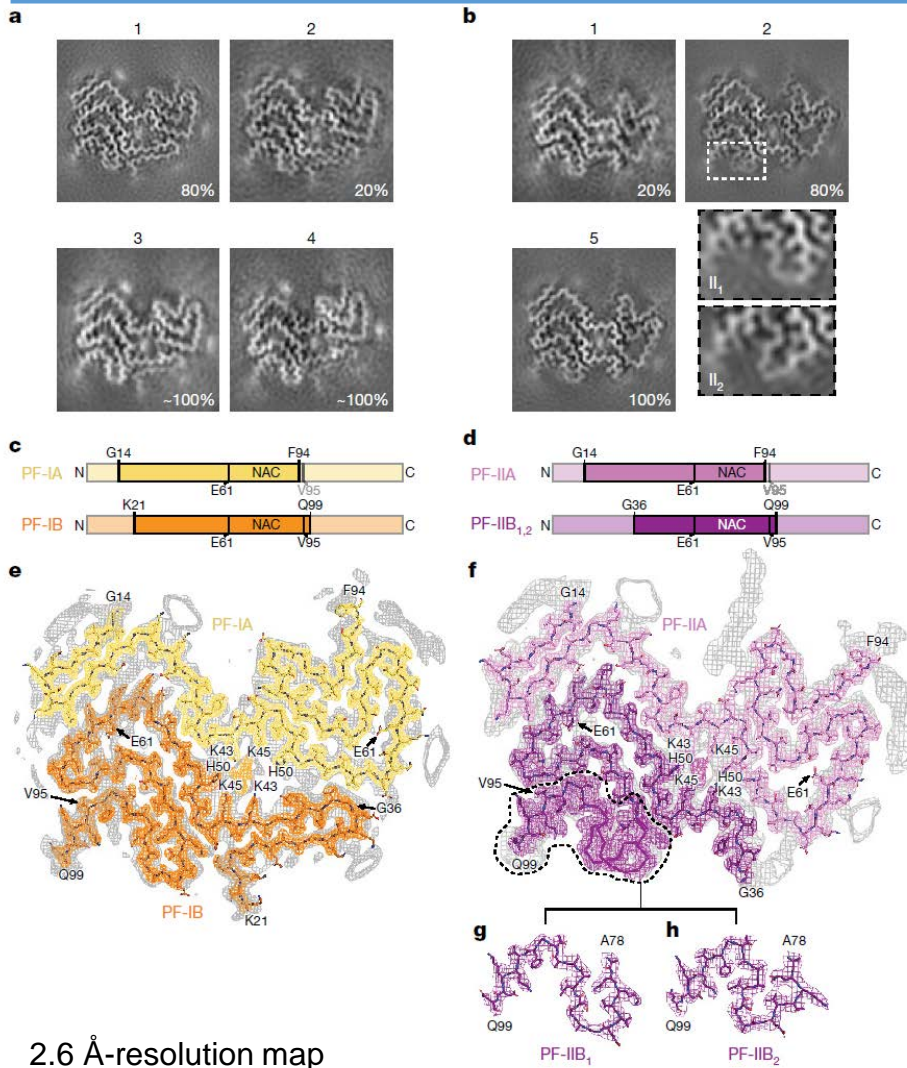 a
b
1
2
1
2
80%
20%
20%
80%
3
4
5
II1
II2
~100%
~100%
100%
c
d
G14
F94
PF-IA
N
NAC
C
E61
V95
K21
Q99
PF-IB
N
NAC
C
E61
V95
G14
F94
PF-IIA
N
NAC
C
E61
V95
G36
Q99
PF-IIB1,2
N
NAC
C
E61
V95
e
G14
F94
PF-IA
E61
K43
K45
H50
H50
K45
K43
E61
V95
G36
Q99
PF-IB
K21
f
G14
PF-IIA
F94
E61
K43
K45
H50
H50
K45
K43
E61
V95
Q99
G36
g
A78
Q99
PF-IIB1
h
A78
Q99
PF-IIB2
2.6 Å-resolution map